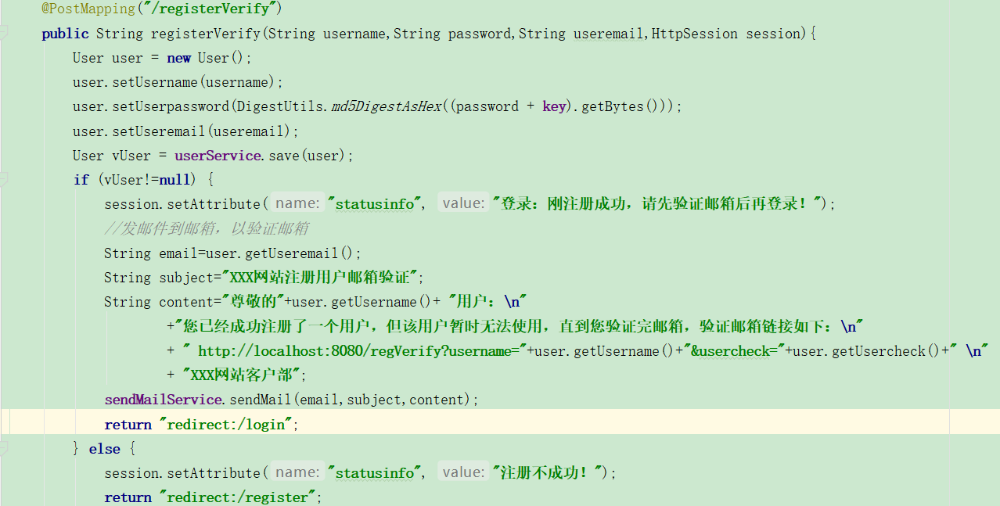 @PostMapping("/registerVerify")
public String registerVerify(String username,String password,String useremail,HttpSession session){
User user = new User();
user.setUsername(username);
user.setUserpassword(DigestUtils.md5DigestAsHex((password + key).getBytes()));
user.setUseremail(useremail);
User vUser = userService.save(user);
if (vUser!=null) {
session.setAttribute( name: "statusinfo", value: "登录：刚注册成功，请先验证邮箱后再登录！");
//发邮件到邮箱，以验证邮箱
String email=user.getUseremail();
String subject="XXX网站注册用户邮箱验证";
String content="尊敬的"+user.getUsername()+ "用户：\n"
+"您已经成功注册了一个用户，但该用户暂时无法使用，直到您验证完邮箱，验证邮箱链接如下：\n"
+ " http://localhost:8080/regVerify?username="+user.getUsername()+"&usercheck="+user.getUsercheck()+" \n"
+ "XXX网站客户部";
sendMailService.sendMail(email,subject,content);
return "redirect:/login";
} else {
session.setAttribute( name: "statusinfo", value: "注册不成功！");
return "redirect:/register";